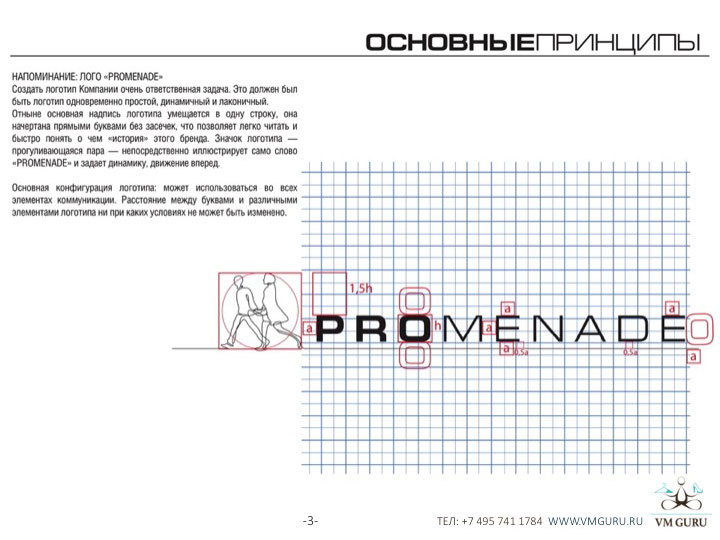 ОСНОВНЫЕПРИНЦИПЫ
НАПОМИНАНИЕ: ЛОГО «PROMENADE»
Создать логотип Компании очень ответственная задача. Это должен был
быть логотип одновременно простой, динамичный и лаконичный.
Отныне основная надпись логотипа умещается в одну строку, она
начертана прямыми буквами без засечек, что позволяет легко читать и
быстро понять о чем «история» этого бренда. Значок логотипа —
прогуливающаяся пара — непосредственно иллюстрирует само слово
«PROMENADE» и задает динамику, движение вперед.
Основная конфигурация логотипа: может использоваться во всех
элементах коммуникации. Расстояние между буквами и различными
элементами логотипа ни при каких условиях не может быть изменено.
1,5h
O
a
a
a PROMENADE O
h
a
O
a 0.5a
0.5a
a
-3-
ТЕЛ: +7 495 741 1784 WWW.VMGURU.RU
VM GURU